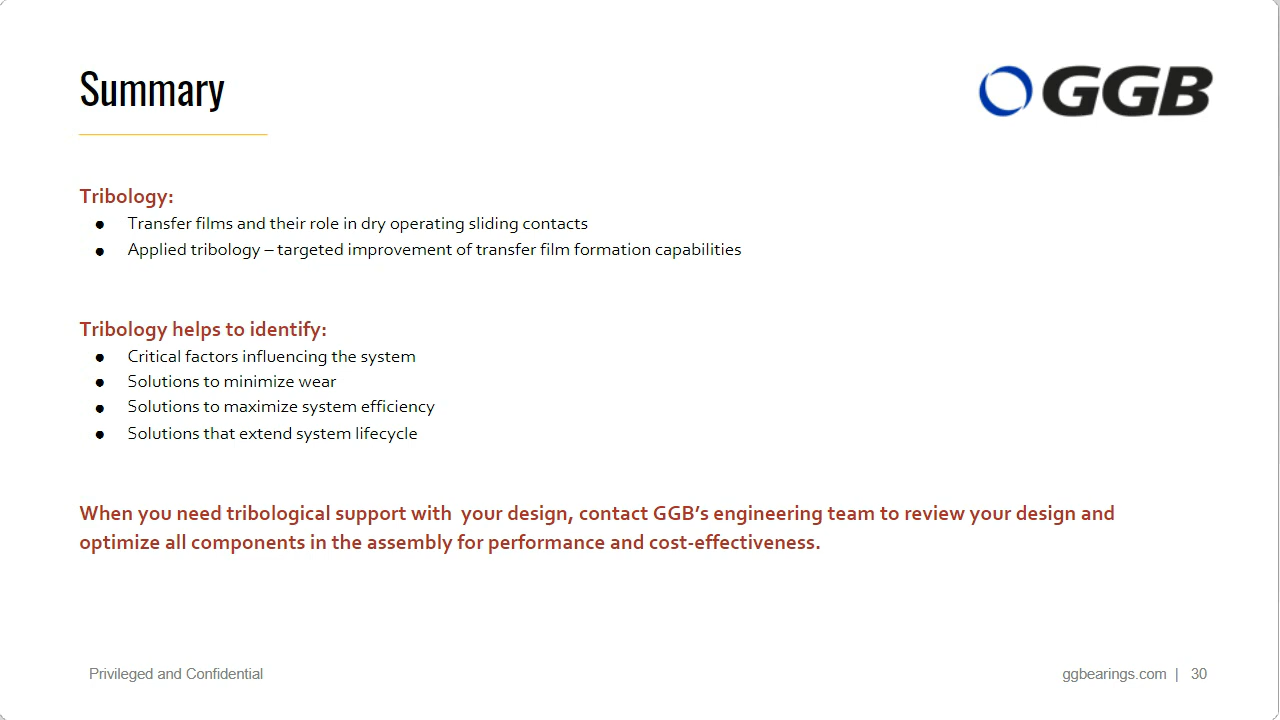 Summary
GGB
Tribology:
● Transfer films and their role in dry operating sliding contacts
● Applied tribology – targeted improvement of transfer film formation capabilities
Tribology helps to identify:
● Critical factors influencing the system
● Solutions to minimize wear
● Solutions to maximize system efficiency
● Solutions that extend system lifecycle
When you need tribological support with  your design, contact GGB’s engineering team to review your design and
optimize all components in the assembly for performance and cost-effectiveness.
Privileged and Confidential
ggbearings.com | 30